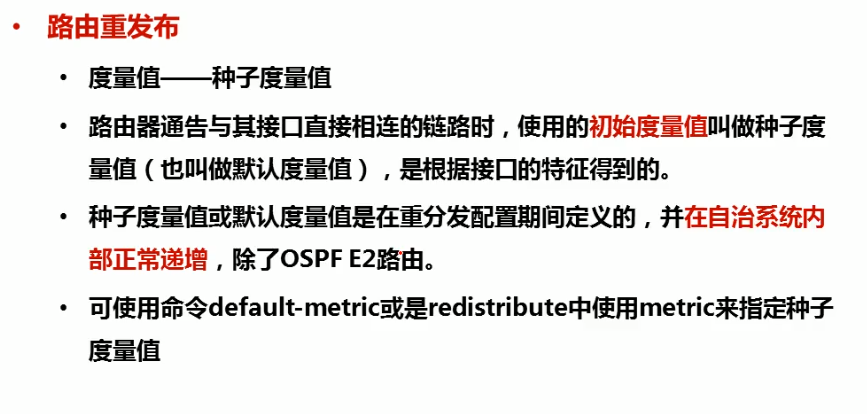 • 路由重发布
• 度量值——种子度量值
• 路由器通告与其接口直接相连的链路时，使用的初始度量值叫做种子度
量值（也叫做默认度量值），是根据接口的特征得到的。
• 种子度量值或默认度量值是在重分发配置期间定义的，并在自治系统内
部正常递增，除了OSPF E2路由。
• 可使用命令default-metric或是redistribute中使用metric来指定种子
度量值